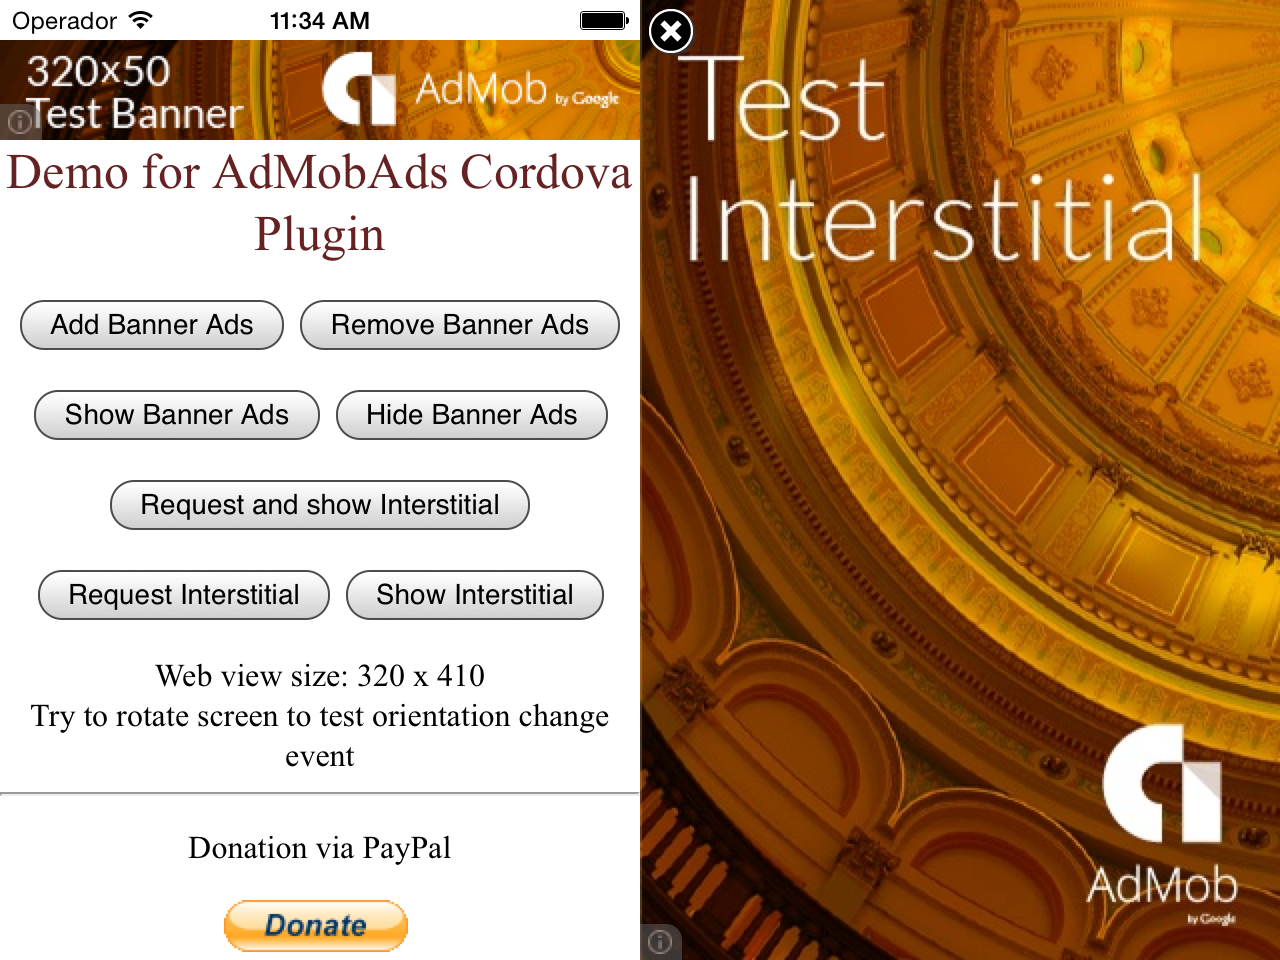 Operador 11:34 AM
320x50
Test Banner
AdMob by Google
Demo for AdMobAds Cordova
Plugin
Add Banner Ads Remove Banner Ads
Show Banner Ads Hide Banner Ads
Request and show Interstitial
Request Interstitial Show Interstitial
Web view size: 320 x 410
Try to rotate screen to test orientation change
event
Donation via PayPal
Donate
Test
Interstitial
AdMob
by Google